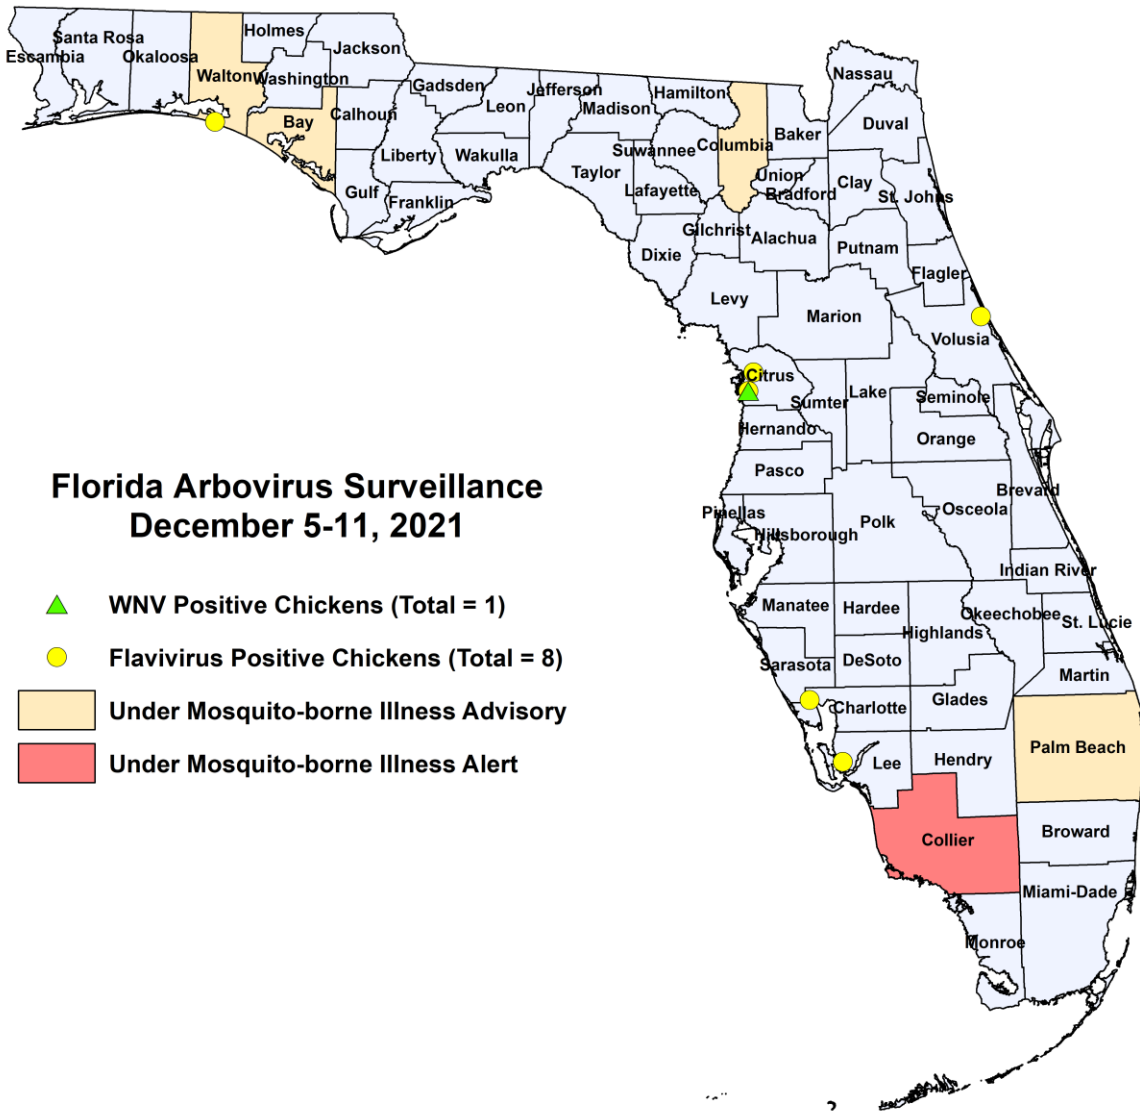 Escambia
Santa Rosa
Okaloosa
Walton
Holmes
Washington
Jackson
Bay
Calhoun
Gulf
Liberty
Gadsden
Franklin
Leon
Wakulla
Jefferson
Madison
Taylor
Hamilton
Suwannee
Lafayette
Dixie
Columbia
Gilchrist
Baker
Union
Bradford
Alachua
Nassau
Duval
Clay
St. Johns
Putnam
Flagler
Levy
Marion
Volusia
Citrus
Sumter
Lake
Seminole
Hernando
Orange
Pasco
Pinellas
Hillsborough
Polk
Osceola
Brevard
Indian River
Manatee
Hardee
Highlands
Okeechobee
St. Lucie
Sarasota
DeSoto
Martin
Charlotte
Glades
Lee
Hendry
Palm Beach
Collier
Broward
Miami-Dade
Monroe
Florida Arbovirus Surveillance
December 5-11, 2021
WNV Positive Chickens (Total = 1)
Flavivirus Positive Chickens (Total = 8)
Under Mosquito-borne Illness Advisory
Under Mosquito-borne Illness Alert